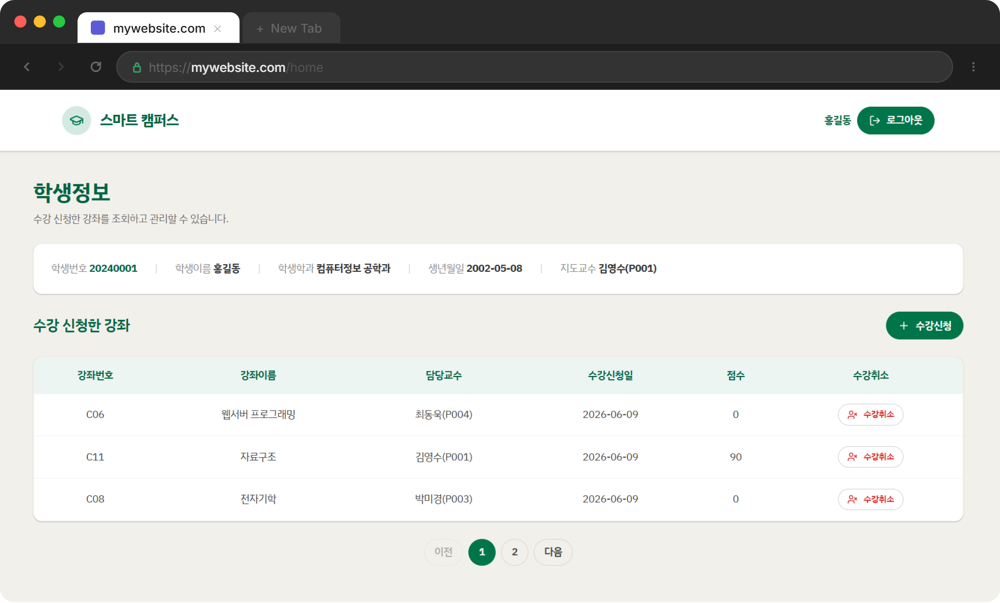 mywebsite.com
+ New Tab
https://mywebsite.com/home
스마트 캠퍼스
홍길동
로그아웃
학생정보
수강 신청한 강좌를 조회하고 관리할 수 있습니다.
학생번호 20240001 | 학생이름 홍길동 | 학생학과 컴퓨터정보 공학과 | 생년월일 2002-05-08 | 지도교수 김영수(P001)
수강 신청한 강좌
+ 수강신청
강좌번호 강좌이름 담당교수 수강신청일 점수 수강취소
C06 웹서버 프로그래밍 최동욱(P004) 2026-06-09 0 수강취소
C11 자료구조 김영수(P001) 2026-06-09 90 수강취소
C08 전자기학 박미경(P003) 2026-06-09 0 수강취소
이전 1 2 다음